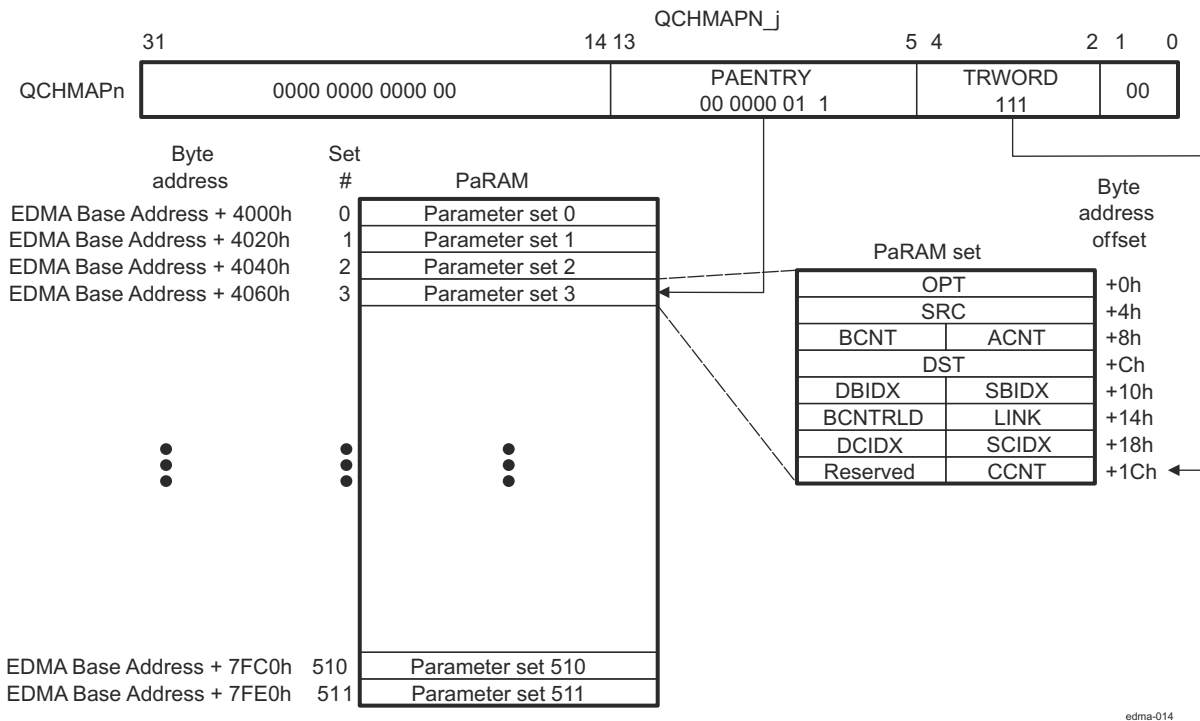 QCHMAPN_j
31 14 13 5 4 2 1 0
QCHMAPn 0000 0000 0000 00 PAENTRY 00 0000 01 1 TRWORD 111 00
Byte address Set # PaRAM
EDMA Base Address + 4000h 0 Parameter set 0
EDMA Base Address + 4020h 1 Parameter set 1
EDMA Base Address + 4040h 2 Parameter set 2
EDMA Base Address + 4060h 3 Parameter set 3
PaRAM set Byte address offset
OPT +0h
SRC +4h
BCNT ACNT +8h
DST +Ch
DBIDX SBIDX +10h
BCNTRLD LINK +14h
DCIDX SCIDX +18h
Reserved CCNT +1Ch
EDMA Base Address + 7FC0h 510 Parameter set 510
EDMA Base Address + 7FE0h 511 Parameter set 511
edma-014